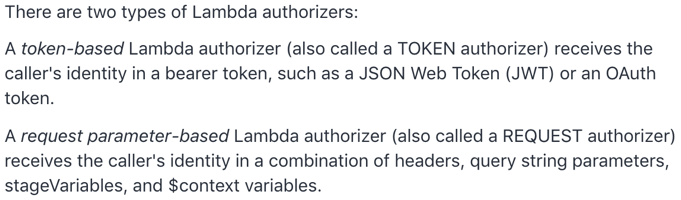 There are two types of Lambda authorizers:
A token-based Lambda authorizer (also called a TOKEN authorizer) receives the
caller's identity in a bearer token, such as a JSON Web Token (JWT) or an OAuth
token.
A request parameter-based Lambda authorizer (also called a REQUEST authorizer)
receives the caller's identity in a combination of headers, query string parameters,
stageVariables, and $context variables.